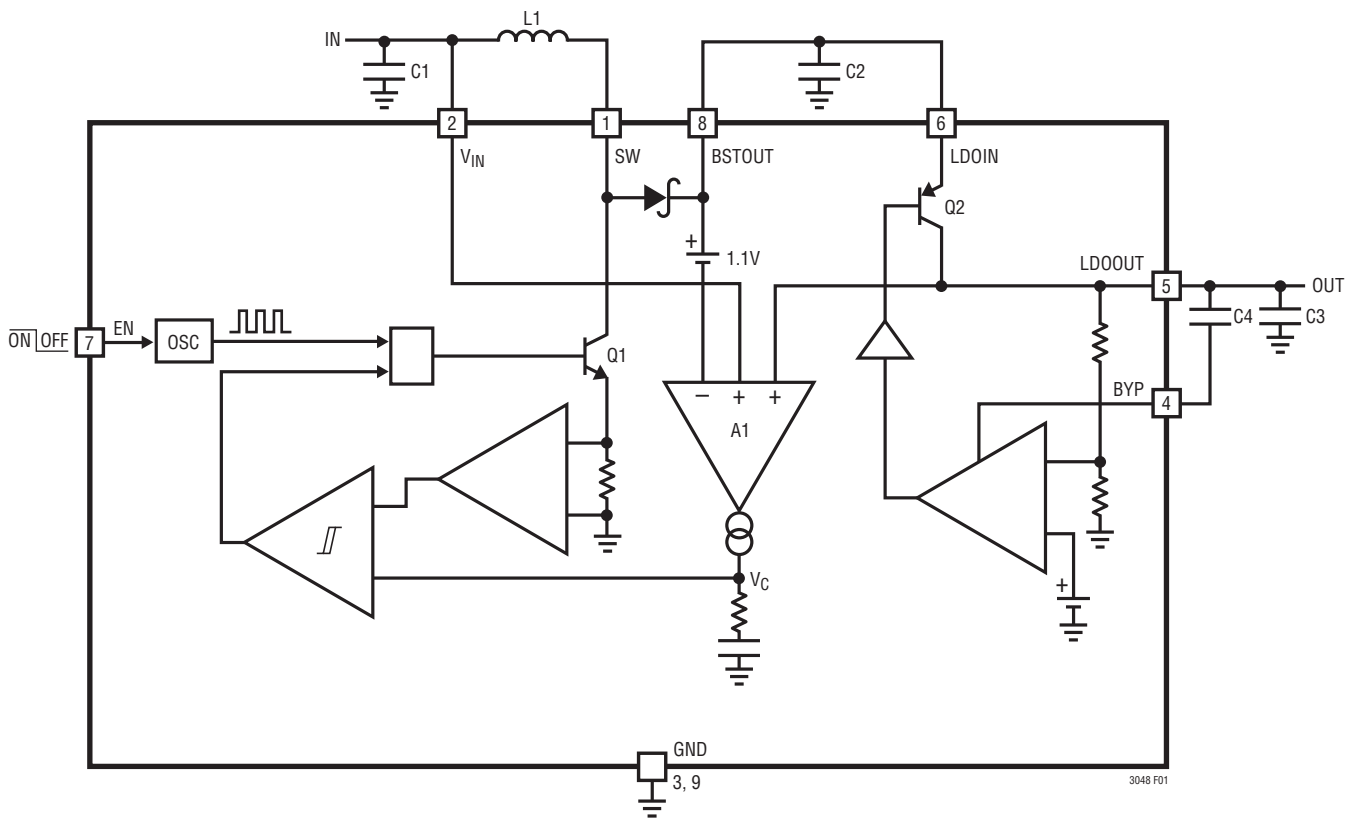 L1
IN
C1
C2
2
1
8
6
VIN
SW
BSTOUT
LDOIN
Q2
+
1.1V
LDOOUT
5
OUT
C4
C3
ON OFF
7
EN
OSC
Q1
− + +
A1
BYP
4
VC
+
GND
3, 9
3048 F01